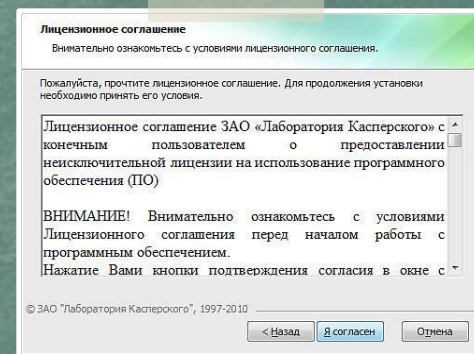 Лицензионное соглашение
Внимательно ознакомьтесь с условиями лицензионного соглашения.
Пожалуйста, прочтите лицензионное соглашение. Для продолжения установки
необходимо принять его условия.
Лицензионное соглашение ЗАО «Лаборатория Касперского» с
конечным пользователем о предоставлении
неисключительной лицензии на использование программного
обеспечения (ПО)
ВНИМАНИЕ! Внимательно ознакомьтесь с условиями
Лицензионного соглашения перед началом работы с
программным обеспечением.
Нажатие Вами кнопки подтверждения согласия в окне с
© ЗАО "Лаборатория Касперского", 1997-2010
< Назад Я согласен Отмена